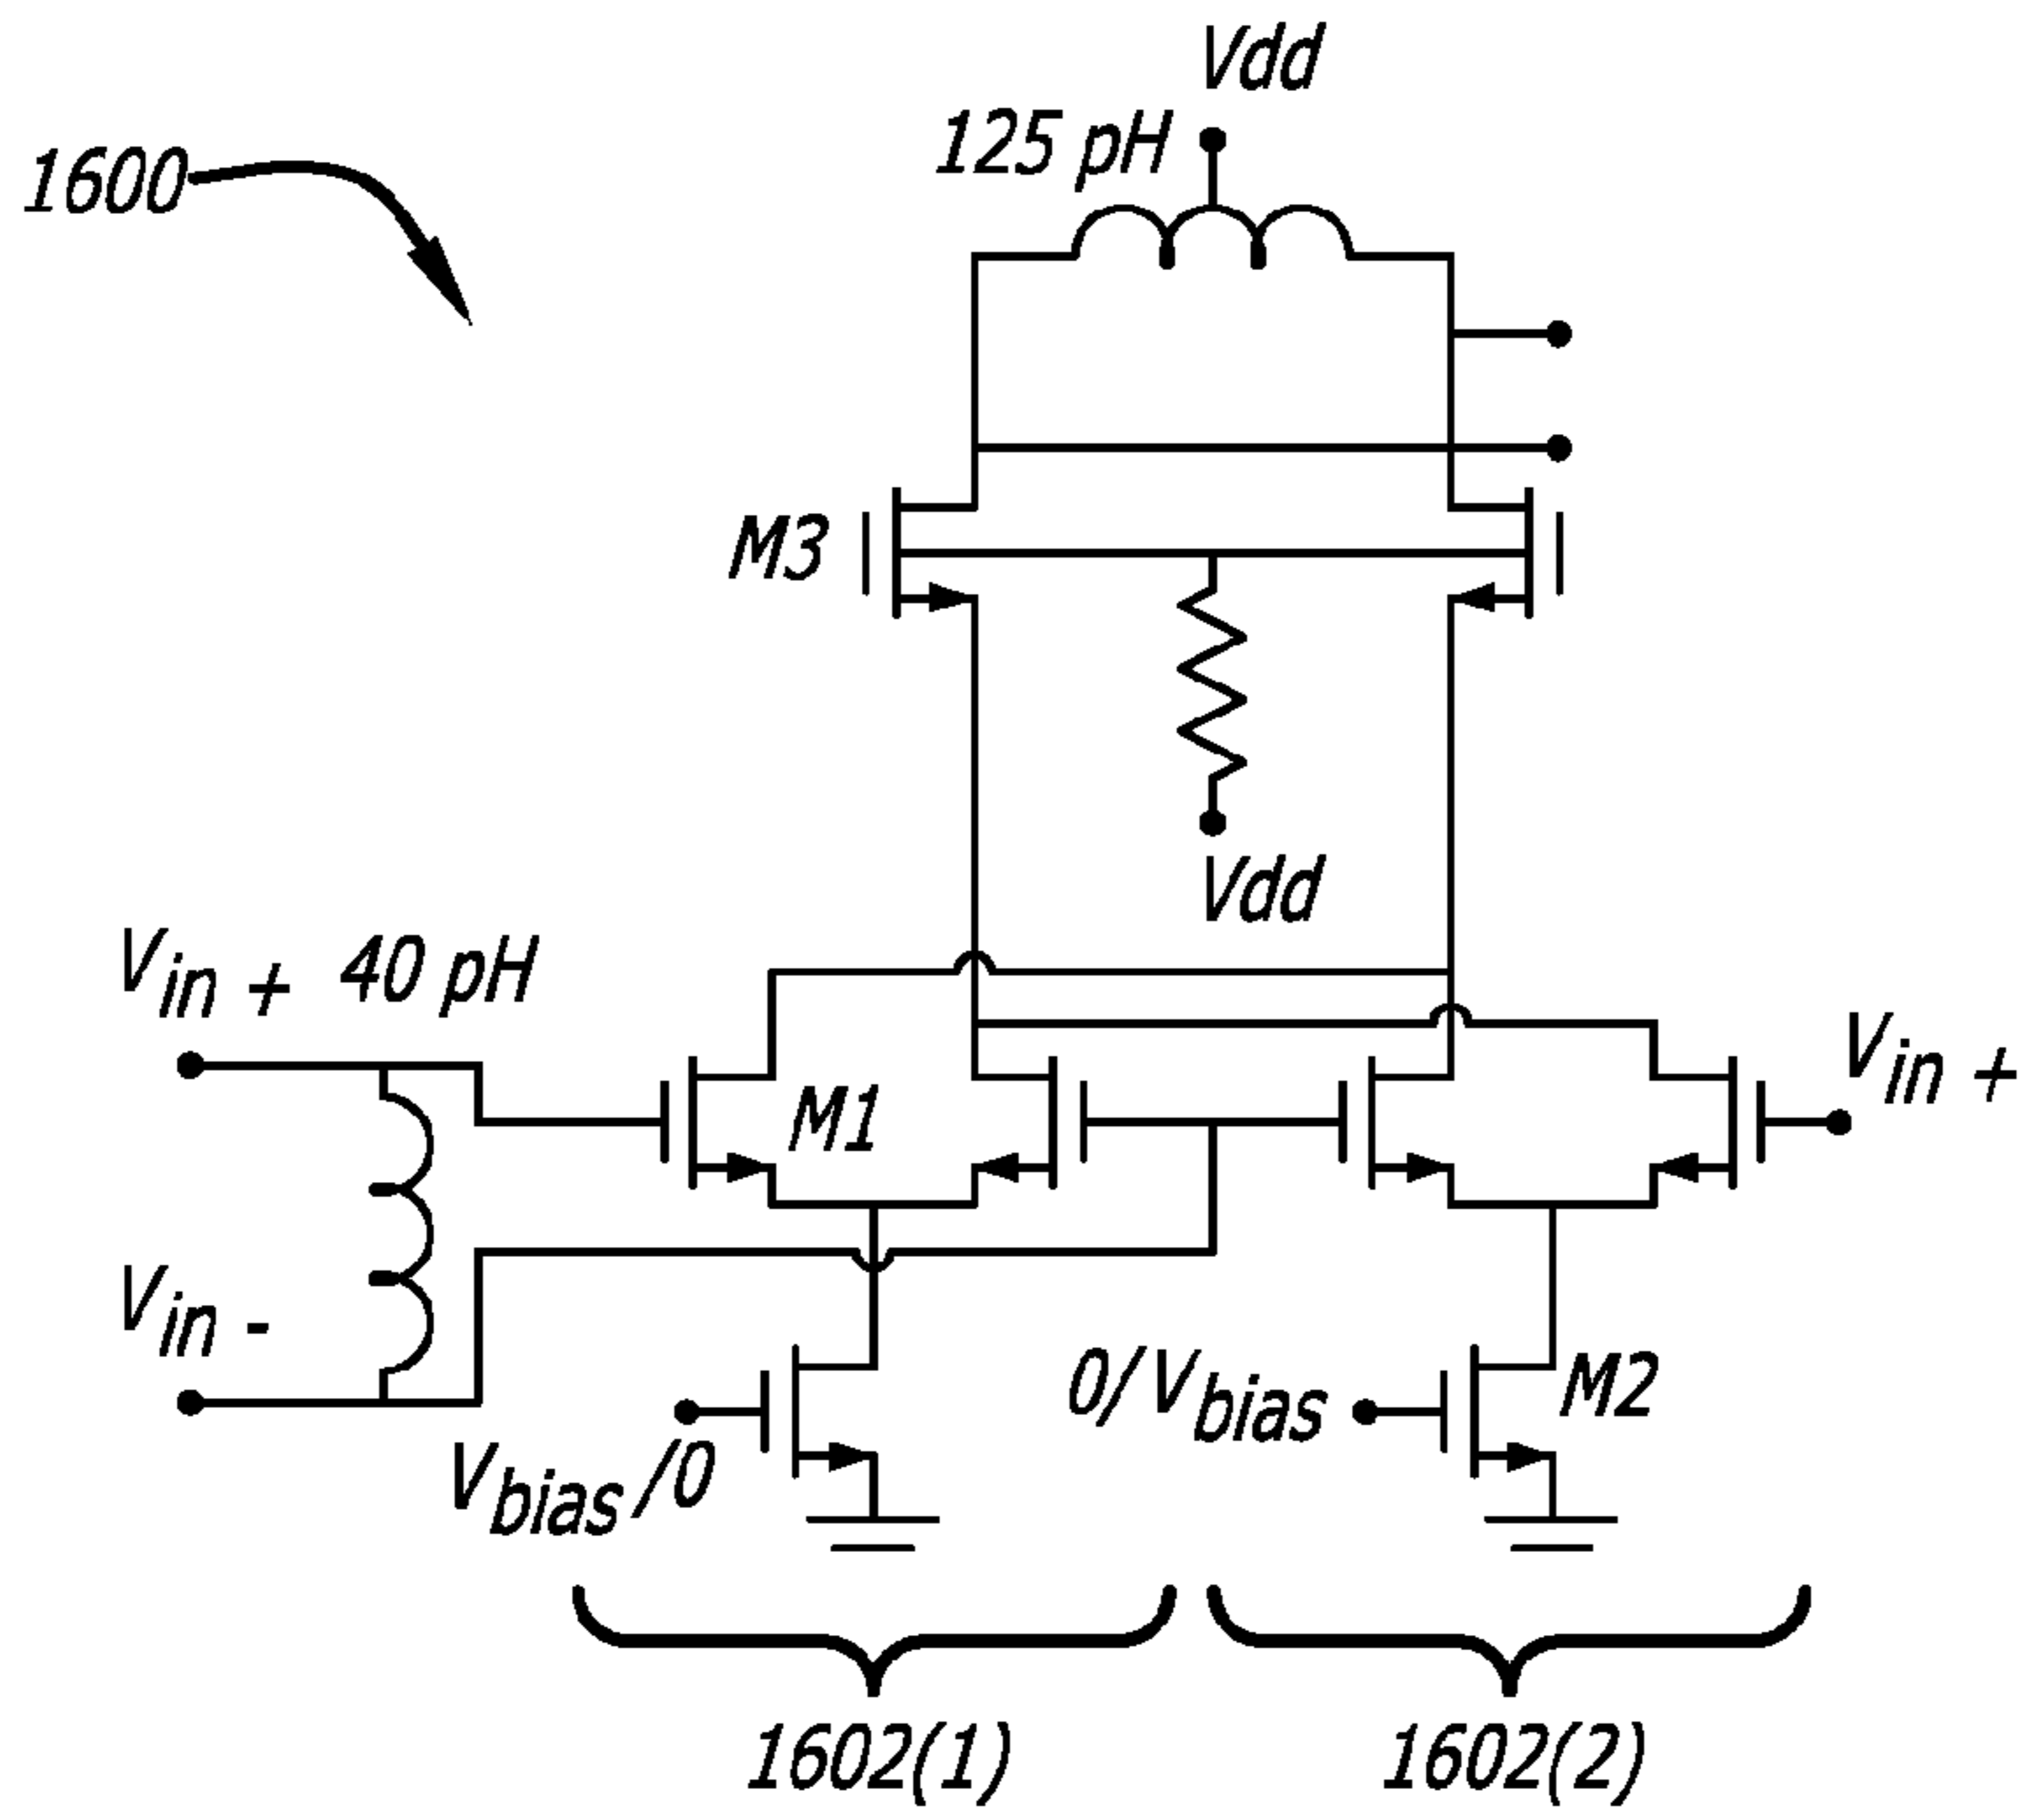 Vdd
125 pH
1600
M3
Vdd
Vin + 40 pH
Vin +
M1
Vin -
0/Vbias
M2
Vbias/0
1602(1)
1602(2)